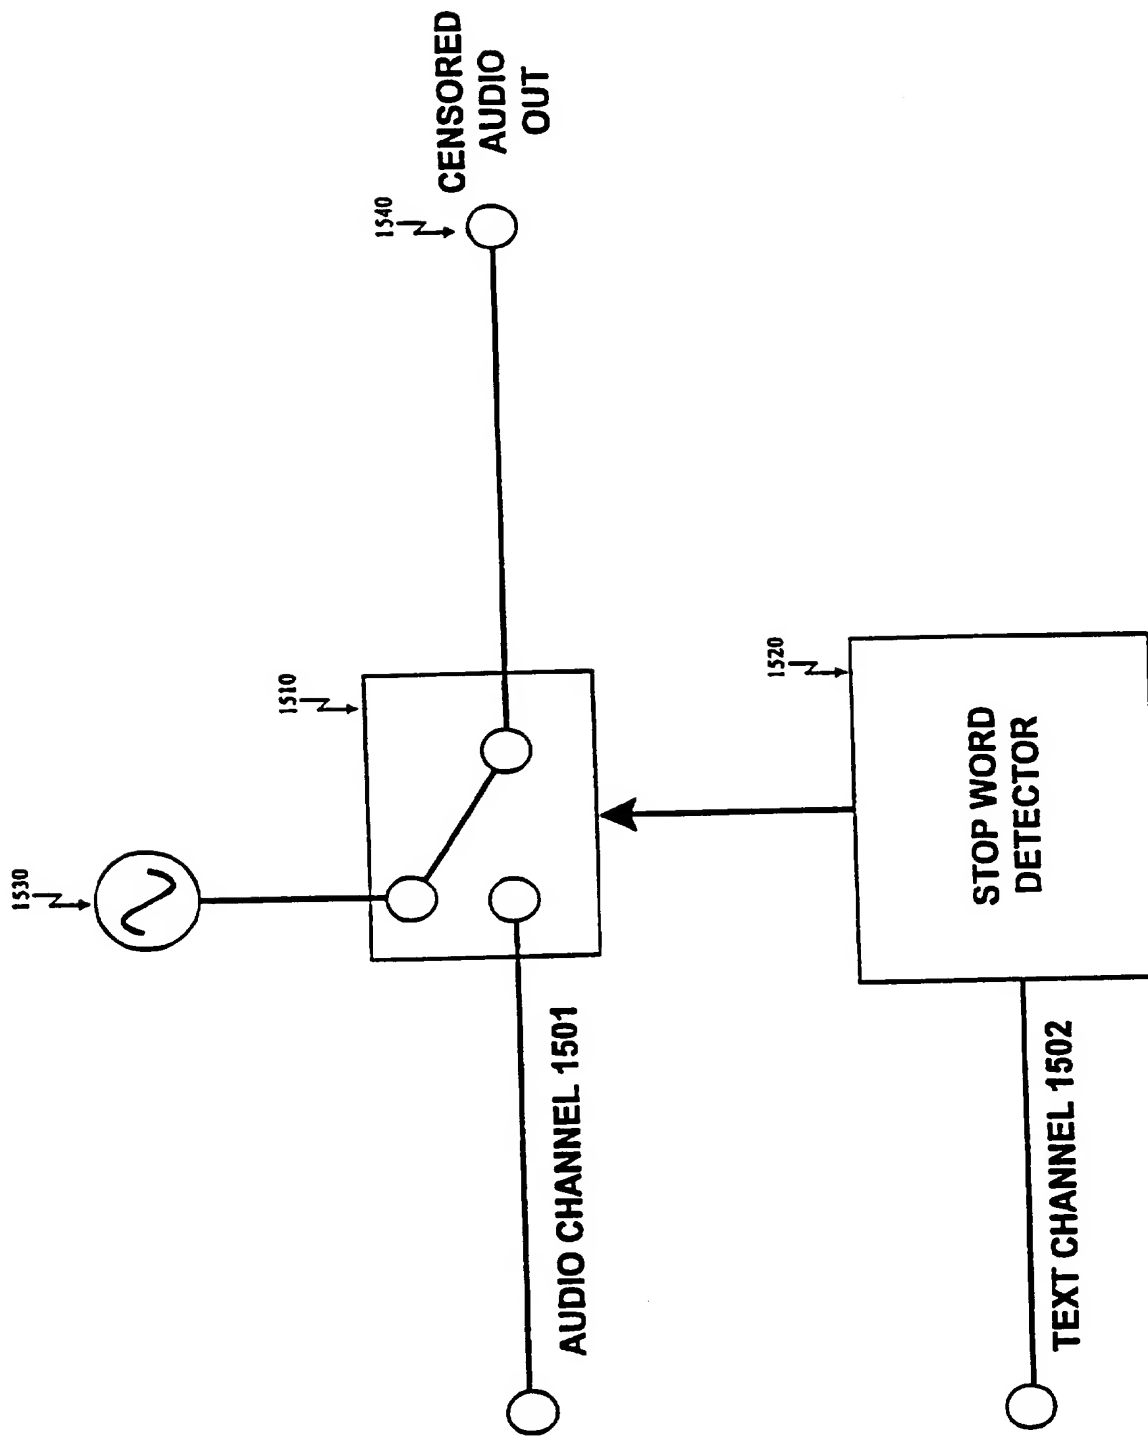 1530
1510
1540
CENSORED
AUDIO
OUT
AUDIO CHANNEL 1501
1520
STOP WORD
DETECTOR
TEXT CHANNEL 1502